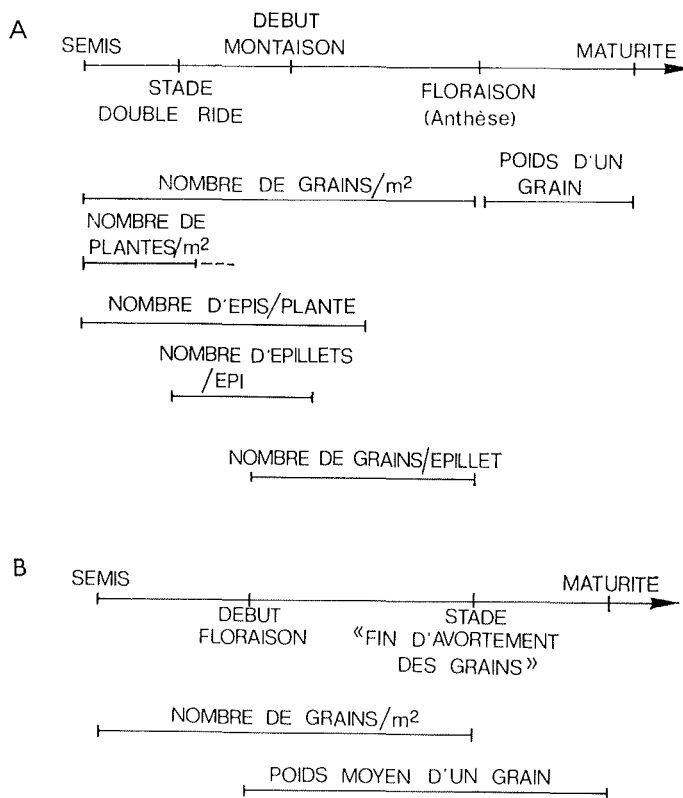 A
SEMIS
DEBUT
MONTAISON
MATURITE
STADE
DOUBLE RIDE
FLORAISON
(Anthèse)
NOMBRE DE GRAINS/m²
POIDS D'UN
GRAIN
NOMBRE DE
PLANTES/m²
NOMBRE D'EPIS/PLANTE
NOMBRE D'EPILLETS
/EPI
NOMBRE DE GRAINS/EPILLET
B
SEMIS
MATURITE
DEBUT
FLORAISON
STADE
«FIN D'AVORTEMENT
DES GRAINS»
NOMBRE DE GRAINS/m²
POIDS MOYEN D'UN GRAIN